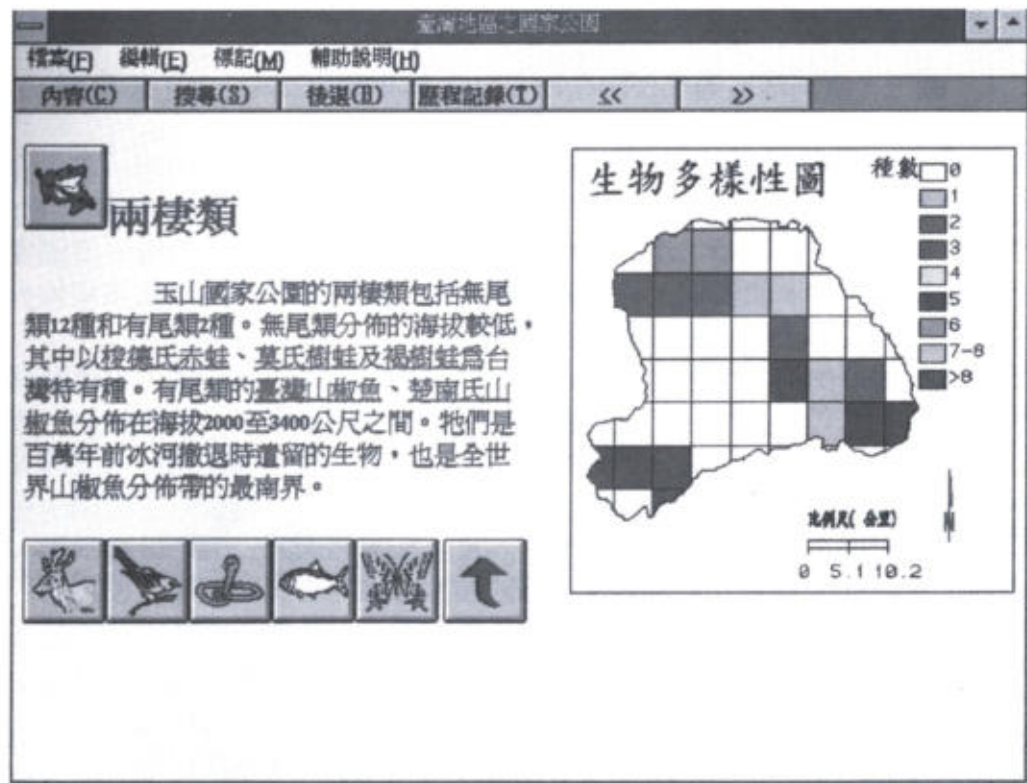 臺灣地區之國家公園
檔案(F) 編輯(E) 標記(M) 輔助說明(H)
內容(C) 搜尋(S) 後退(B) 歷程記錄(T) << >>
兩棲類
玉山國家公園的兩棲類包括無尾
類12種和有尾類2種。無尾類分佈的海拔較低，
其中以梭德氏赤蛙、莫氏樹蛙及褐樹蛙爲台
灣特有種。有尾類的臺灣山椒魚、楚南氏山
椒魚分佈在海拔2000至3400公尺之間。牠們是
百萬年前冰河撤退時遺留的生物，也是全世
界山椒魚分佈帶的最南界。
生物多樣性圖
種數 0
1
2
3
4
5
6
7-8
>8
比例尺( 公里)
0 5.1 10.2
N